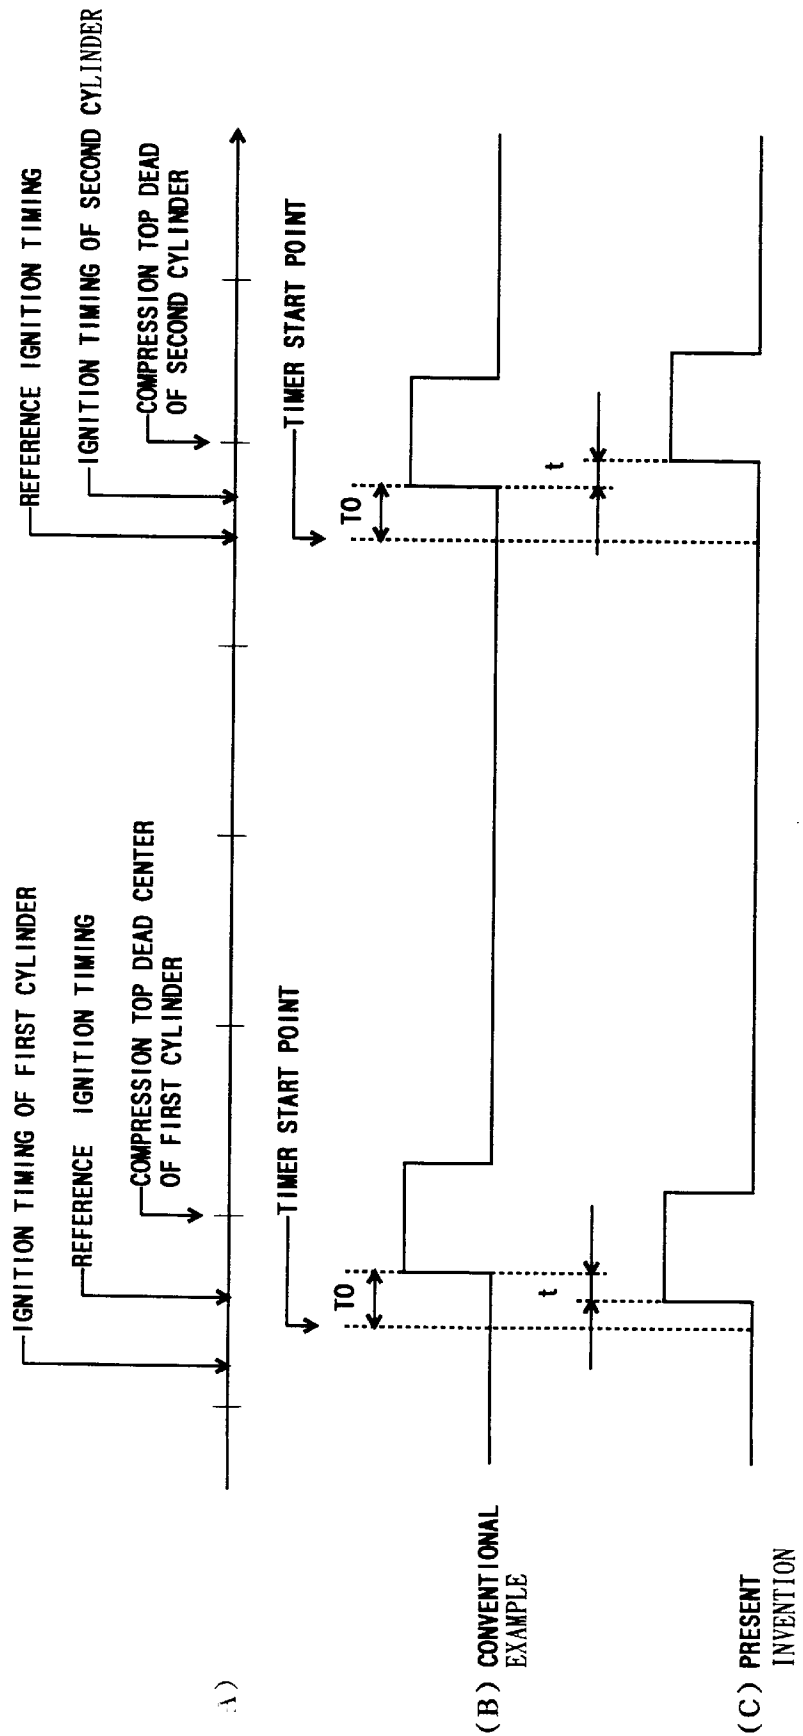 IGNITION TIMING OF FIRST CYLINDER
REFERENCE IGNITION TIMING
COMPRESSION TOP DEAD CENTER
OF FIRST CYLINDER
REFERENCE IGNITION TIMING
IGNITION TIMING OF SECOND CYLINDER
COMPRESSION TOP DEAD
OF SECOND CYLINDER
A)
TIMER START POINT
TIMER START POINT
T0
T0
(B) CONVENTIONAL
EXAMPLE
t
t
(C) PRESENT
INVENTION